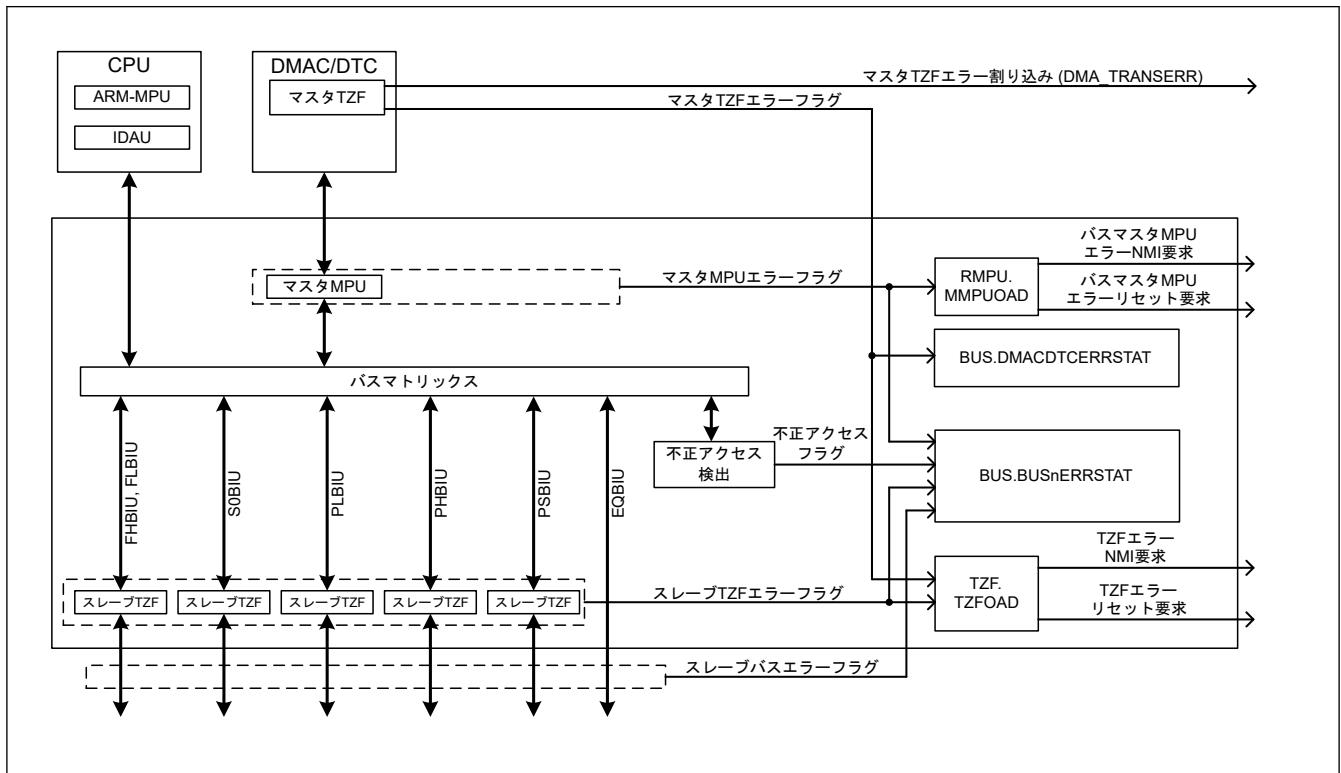 CPU
ARM-MPU
IDAU
DMAC/DTC
マスタTZF
マスタTZFエラー割り込み (DMA_TRANSERR)
マスタTZFエラーフラグ
マスタMPU
マスタMPUエラーフラグ
RMPU.
MMPUOAD
バスマスタMPU
エラーNMI要求
バスマスタMPU
エラーリセット要求
BUS.DMACDTCERRSTAT
バスマトリックス
FHBIU, FLBIU
S0BIU
PLBIU
PHBIU
PSBIU
EQBIU
不正アクセス
検出
不正アクセス
フラグ
BUS.BUSnERRSTAT
スレーブTZF
スレーブTZF
スレーブTZF
スレーブTZF
スレーブTZF
スレーブTZFエラーフラグ
TZF.
TZFOAD
TZFエラー
NMI要求
TZFエラー
リセット要求
スレーブバスエラーフラグ